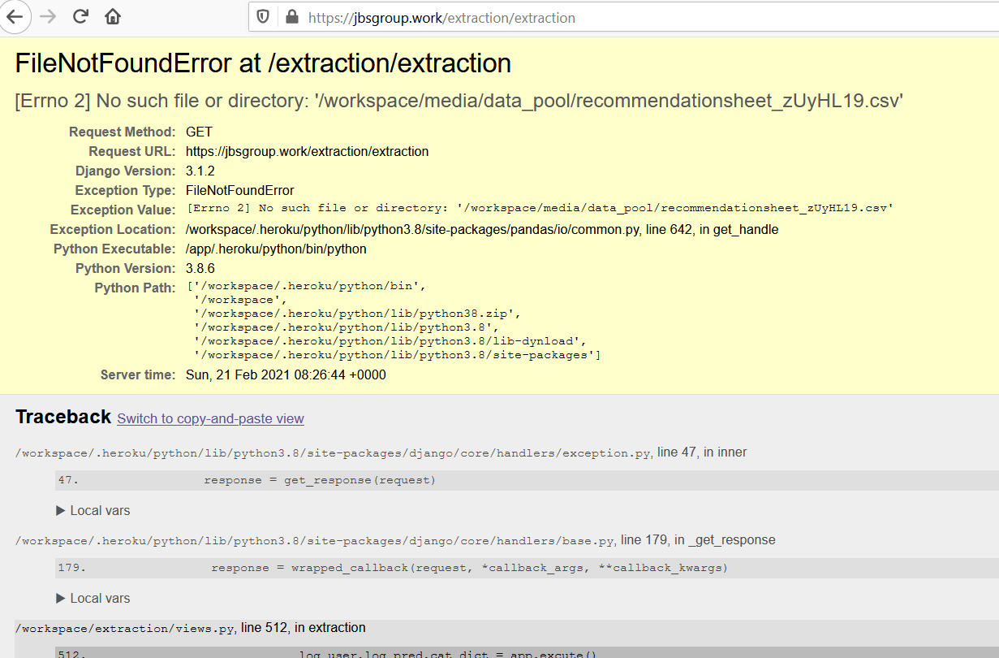 https://jbsgroup.work/extraction/extraction
FileNotFoundError at /extraction/extraction
[Errno 2] No such file or directory: '/workspace/media/data_pool/recommendationsheet_zUyHL19.csv'
Request Method: GET
Request URL: https://jbsgroup.work/extraction/extraction
Django Version: 3.1.2
Exception Type: FileNotFoundError
Exception Value: [Errno 2] No such file or directory: '/workspace/media/data_pool/recommendationsheet_zUyHL19.csv'
Exception Location: /workspace/.heroku/python/lib/python3.8/site-packages/pandas/io/common.py, line 642, in get_handle
Python Executable: /app/.heroku/python/bin/python
Python Version: 3.8.6
Python Path: ['/workspace/.heroku/python/bin',
'/workspace',
'/workspace/.heroku/python/lib/python38.zip',
'/workspace/.heroku/python/lib/python3.8',
'/workspace/.heroku/python/lib/python3.8/lib-dynload',
'/workspace/.heroku/python/lib/python3.8/site-packages']
Server time: Sun, 21 Feb 2021 08:26:44 +0000
Traceback Switch to copy-and-paste view
/workspace/.heroku/python/lib/python3.8/site-packages/django/core/handlers/exception.py, line 47, in inner
47. response = get_response(request)
▶ Local vars
/workspace/.heroku/python/lib/python3.8/site-packages/django/core/handlers/base.py, line 179, in _get_response
179. response = wrapped_callback(request, *callback_args, **callback_kwargs)
▶ Local vars
/workspace/extraction/views.py, line 512, in extraction
512. log_user.log_pred.cat_dict = app.excute()